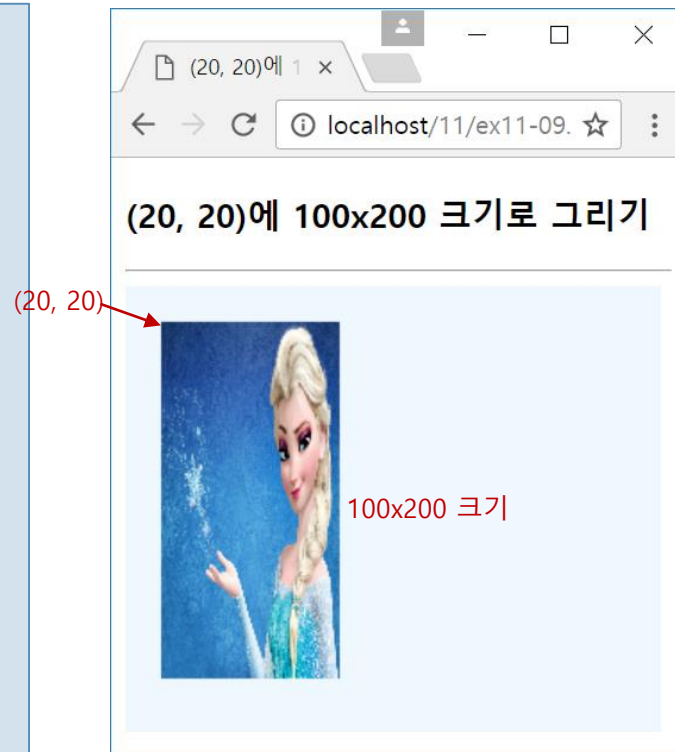 (20, 20)에 1
localhost/11/ex11-09.
(20, 20)에 100x200 크기로 그리기
(20, 20)
100x200 크기